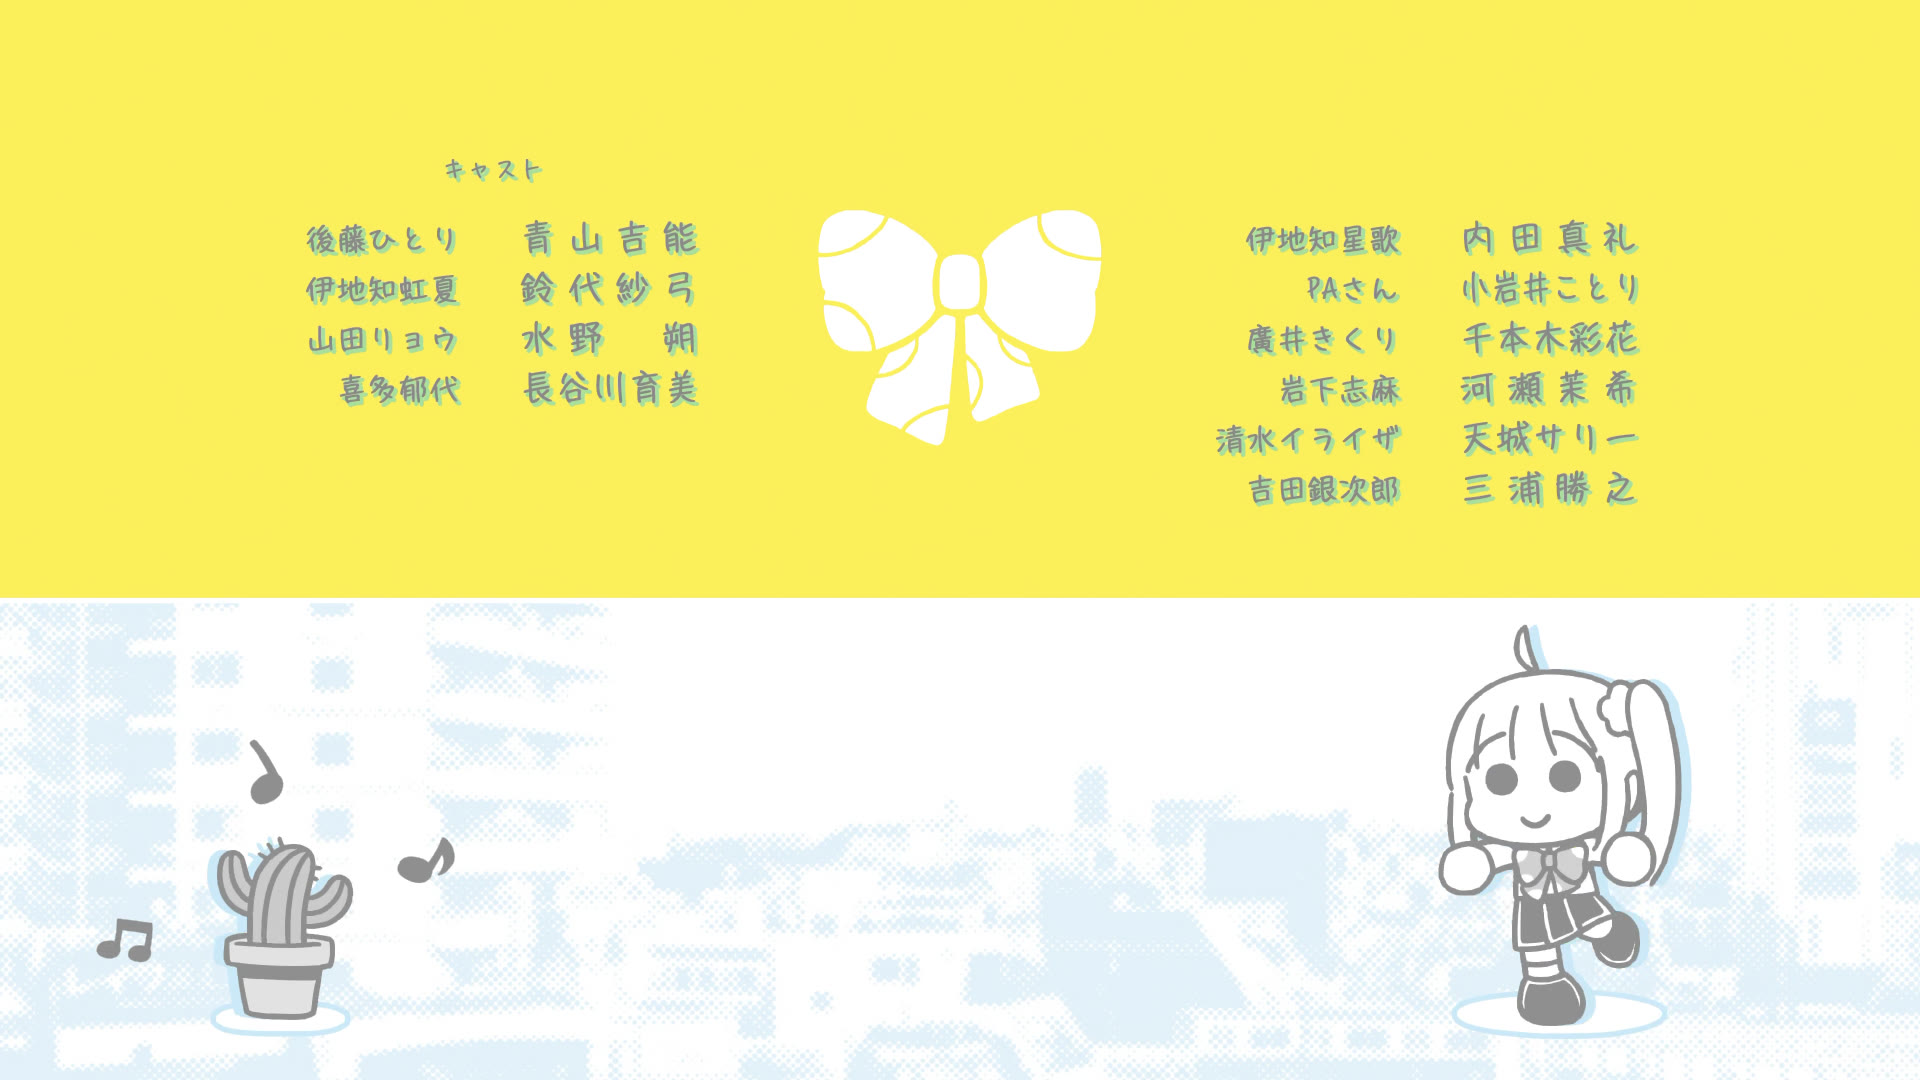 キャスト
後藤ひとり 青山吉能
伊地知虹夏 鈴代紗弓
山田リョウ 水野 朔
喜多郁代 長谷川育美
伊地知星歌 内田真礼
PAさん 小岩井ことり
廣井きくり 千本木彩花
岩下志麻 河瀬茉希
清水イライザ 天城サリー
吉田銀次郎 三浦勝之